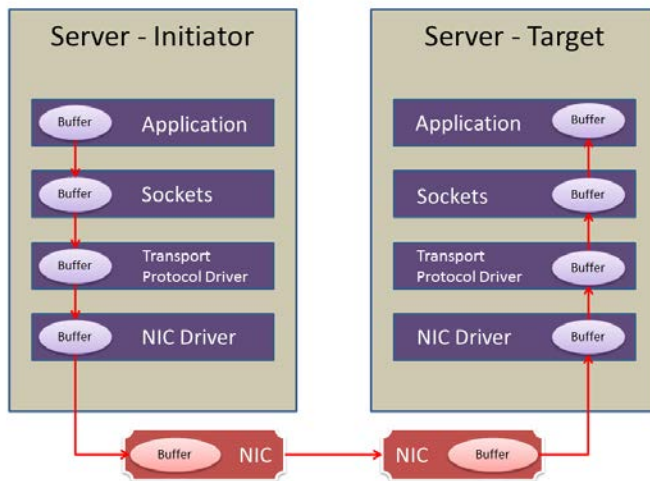 Server - Initiator
Buffer
Application
Buffer
Sockets
Buffer
Transport
Protocol Driver
Buffer
NIC Driver
Server - Target
Application
Buffer
Sockets
Buffer
Transport
Protocol Driver
Buffer
NIC Driver
Buffer
Buffer
NIC
NIC
Buffer